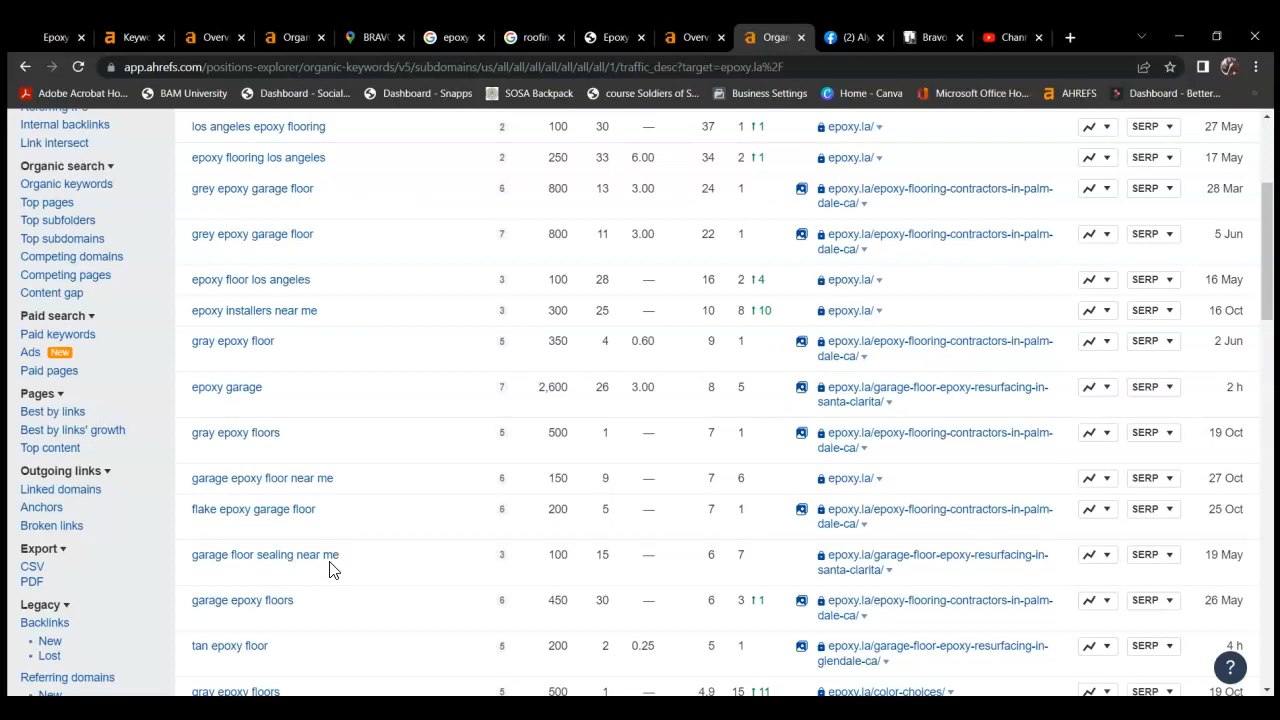 Epoxy
Keywo
Overv
Organ
BRAVO
epoxy
roofin
Epoxy
Overv
Organ
(2) Al
Bravo
Chann
app.ahrefs.com/positions-explorer/organic-keywords/v5/subdomains/us/all/all/all/all/all/all/all/1/traffic_desc?target=epoxy.la%2F
Adobe Acrobat Ho...
BAM University
Dashboard - Social...
Dashboard - Snapps
SOSA Backpack
course Soldiers of S...
Business Settings
Home - Canva
Microsoft Office Ho...
AHREFS
Dashboard - Better...
Internal backlinks
Link intersect
Organic search
Organic keywords
Top pages
Top subfolders
Top subdomains
Competing domains
Competing pages
Content gap
Paid search
Paid keywords
Ads New
Paid pages
Pages
Best by links
Best by links' growth
Top content
Outgoing links
Linked domains
Anchors
Broken links
Export
CSV
PDF
Legacy
Backlinks
• New
• Lost
Referring domains
• New
los angeles epoxy flooring 2 100 30 — 37 1 ↑1 epoxy.la/ SERP 27 May
epoxy flooring los angeles 2 250 33 6.00 34 2 ↑1 epoxy.la/ SERP 17 May
grey epoxy garage floor 6 800 13 3.00 24 1 epoxy.la/epoxy-flooring-contractors-in-palm- SERP 28 Mar
dale-ca/
grey epoxy garage floor 7 800 11 3.00 22 1 epoxy.la/epoxy-flooring-contractors-in-palm- SERP 5 Jun
dale-ca/
epoxy floor los angeles 3 100 28 — 16 2 ↑4 epoxy.la/ SERP 16 May
epoxy installers near me 3 300 25 — 10 8 ↑10 epoxy.la/ SERP 16 Oct
gray epoxy floor 5 350 4 0.60 9 1 epoxy.la/epoxy-flooring-contractors-in-palm- SERP 2 Jun
dale-ca/
epoxy garage 7 2,600 26 3.00 8 5 epoxy.la/garage-floor-epoxy-resurfacing-in- SERP 2 h
santa-clarita/
gray epoxy floors 5 500 1 — 7 1 epoxy.la/epoxy-flooring-contractors-in-palm- SERP 19 Oct
dale-ca/
garage epoxy floor near me 6 150 9 — 7 6 epoxy.la/ SERP 27 Oct
flake epoxy garage floor 6 200 5 — 7 1 epoxy.la/epoxy-flooring-contractors-in-palm- SERP 25 Oct
dale-ca/
garage floor sealing near me 3 100 15 — 6 7 epoxy.la/garage-floor-epoxy-resurfacing-in- SERP 19 May
santa-clarita/
garage epoxy floors 6 450 30 — 6 3 ↑1 epoxy.la/epoxy-flooring-contractors-in-palm- SERP 26 May
dale-ca/
tan epoxy floor 5 200 2 0.25 5 1 epoxy.la/garage-floor-epoxy-resurfacing-in- SERP 4 h
glendale-ca/
gray epoxy floors 5 500 1 — 4.9 15 ↑11 epoxy.la/color-choices/ SERP 19 Oct
?